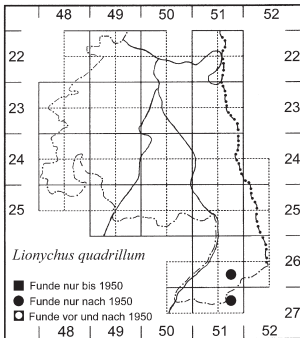 48 49 50 51 52
22 22
23 23
24 24
25 25
Lionychus quadrillum
26
Funde nur bis 1950
Funde nur nach 1950
Funde vor und nach 1950
27
48 49 50 51 52